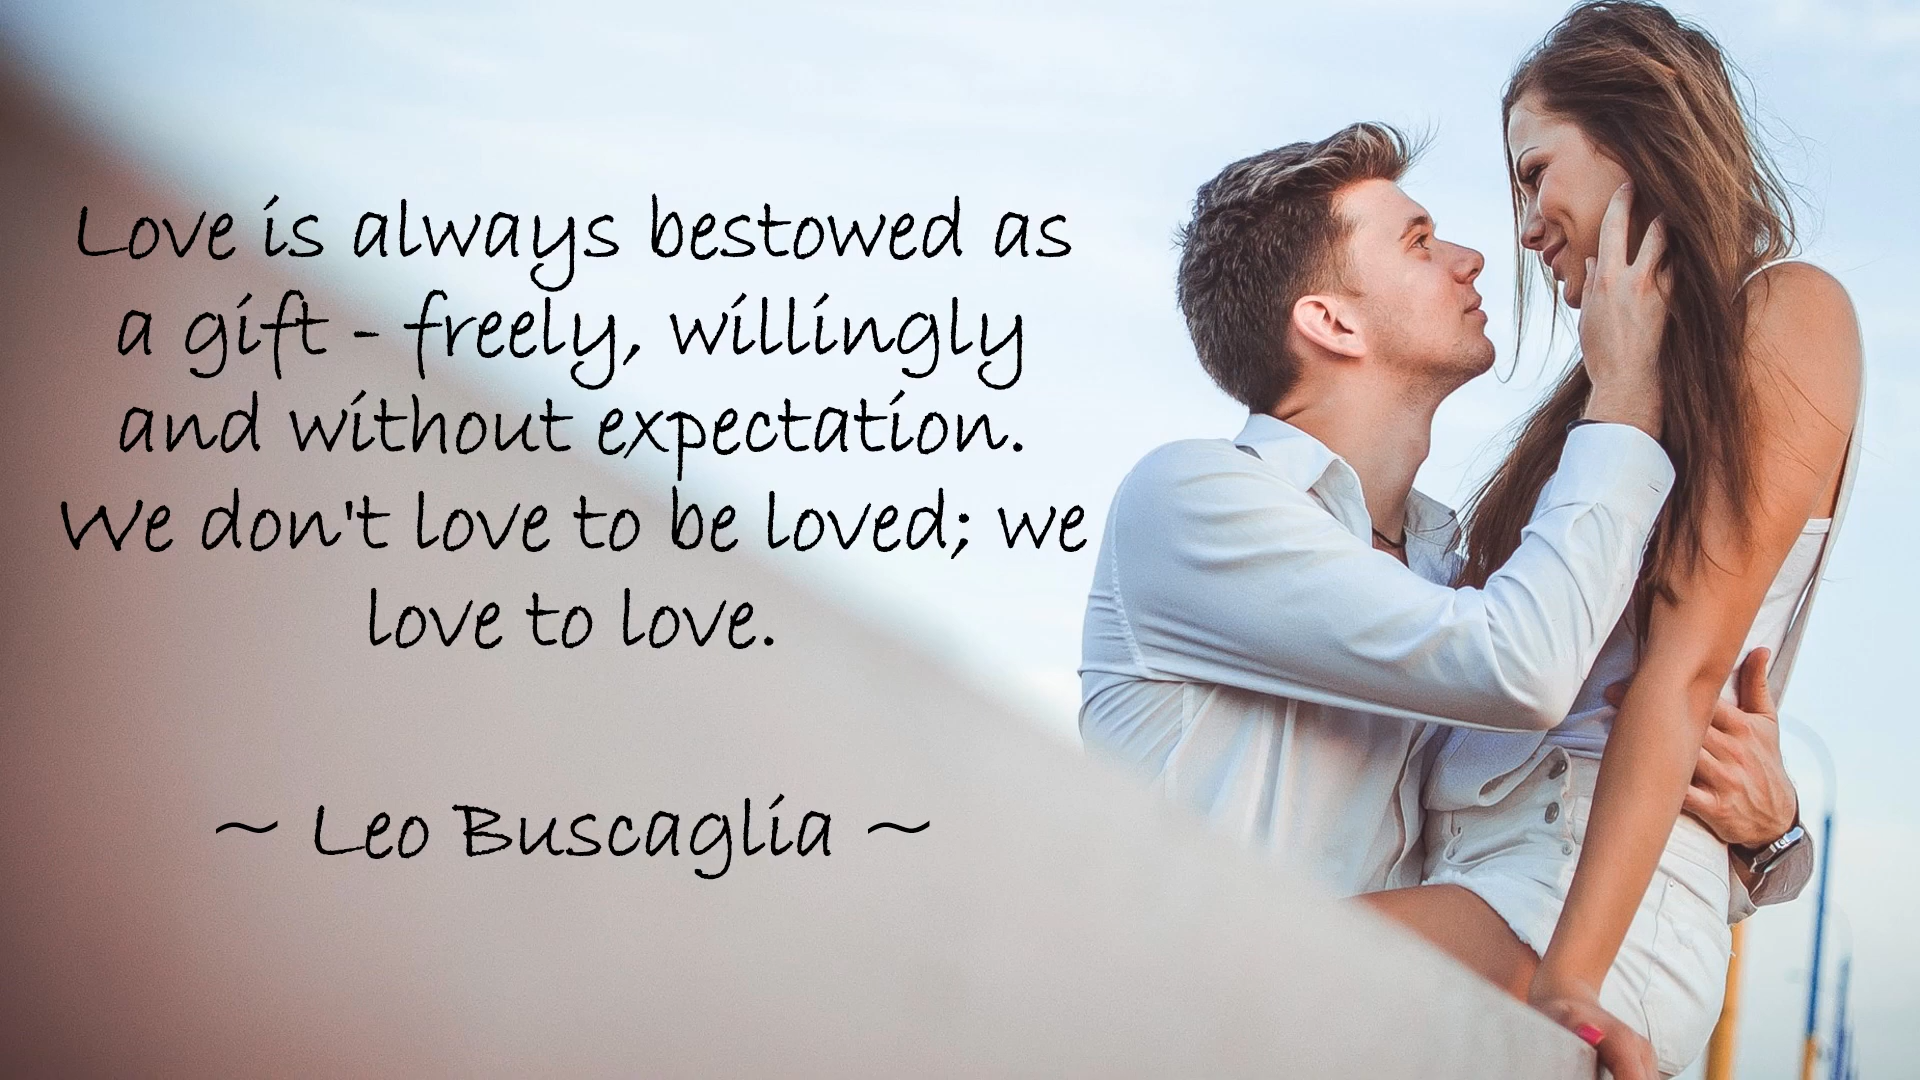 Love is always bestowed as
a gift - freely, willingly
and without expectation.
We don't love to be loved; we
love to love.
~ Leo Buscaglia ~